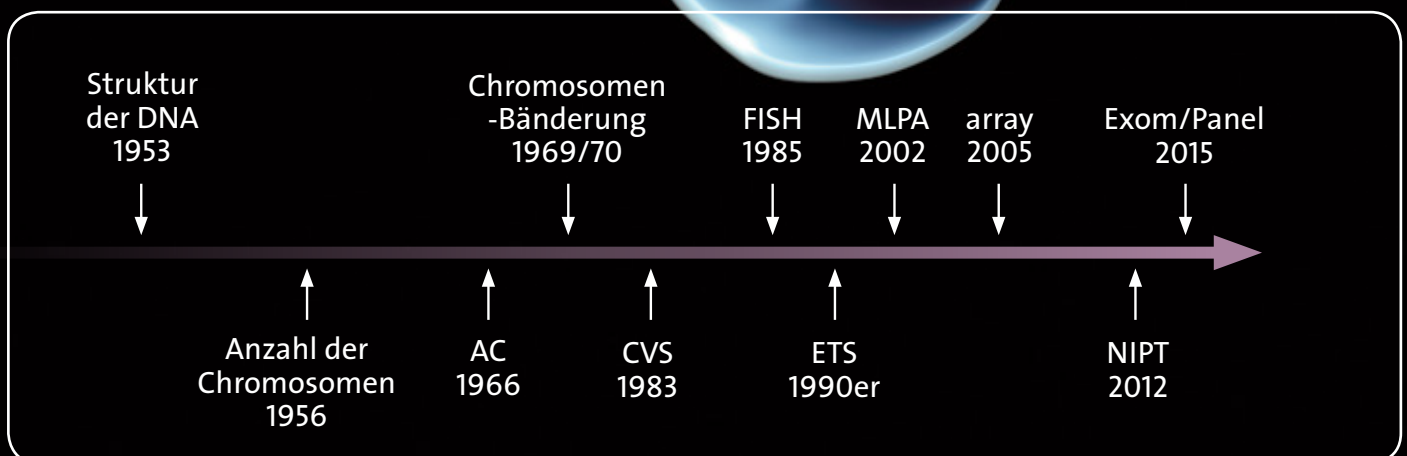 Struktur
der DNA
1953
Chromosomen
-Bänderung
1969/70
FISH
1985
MLPA
2002
array
2005
Exom/Panel
2015
Anzahl der
Chromosomen
1956
AC
1966
CVS
1983
ETS
1990er
NIPT
2012